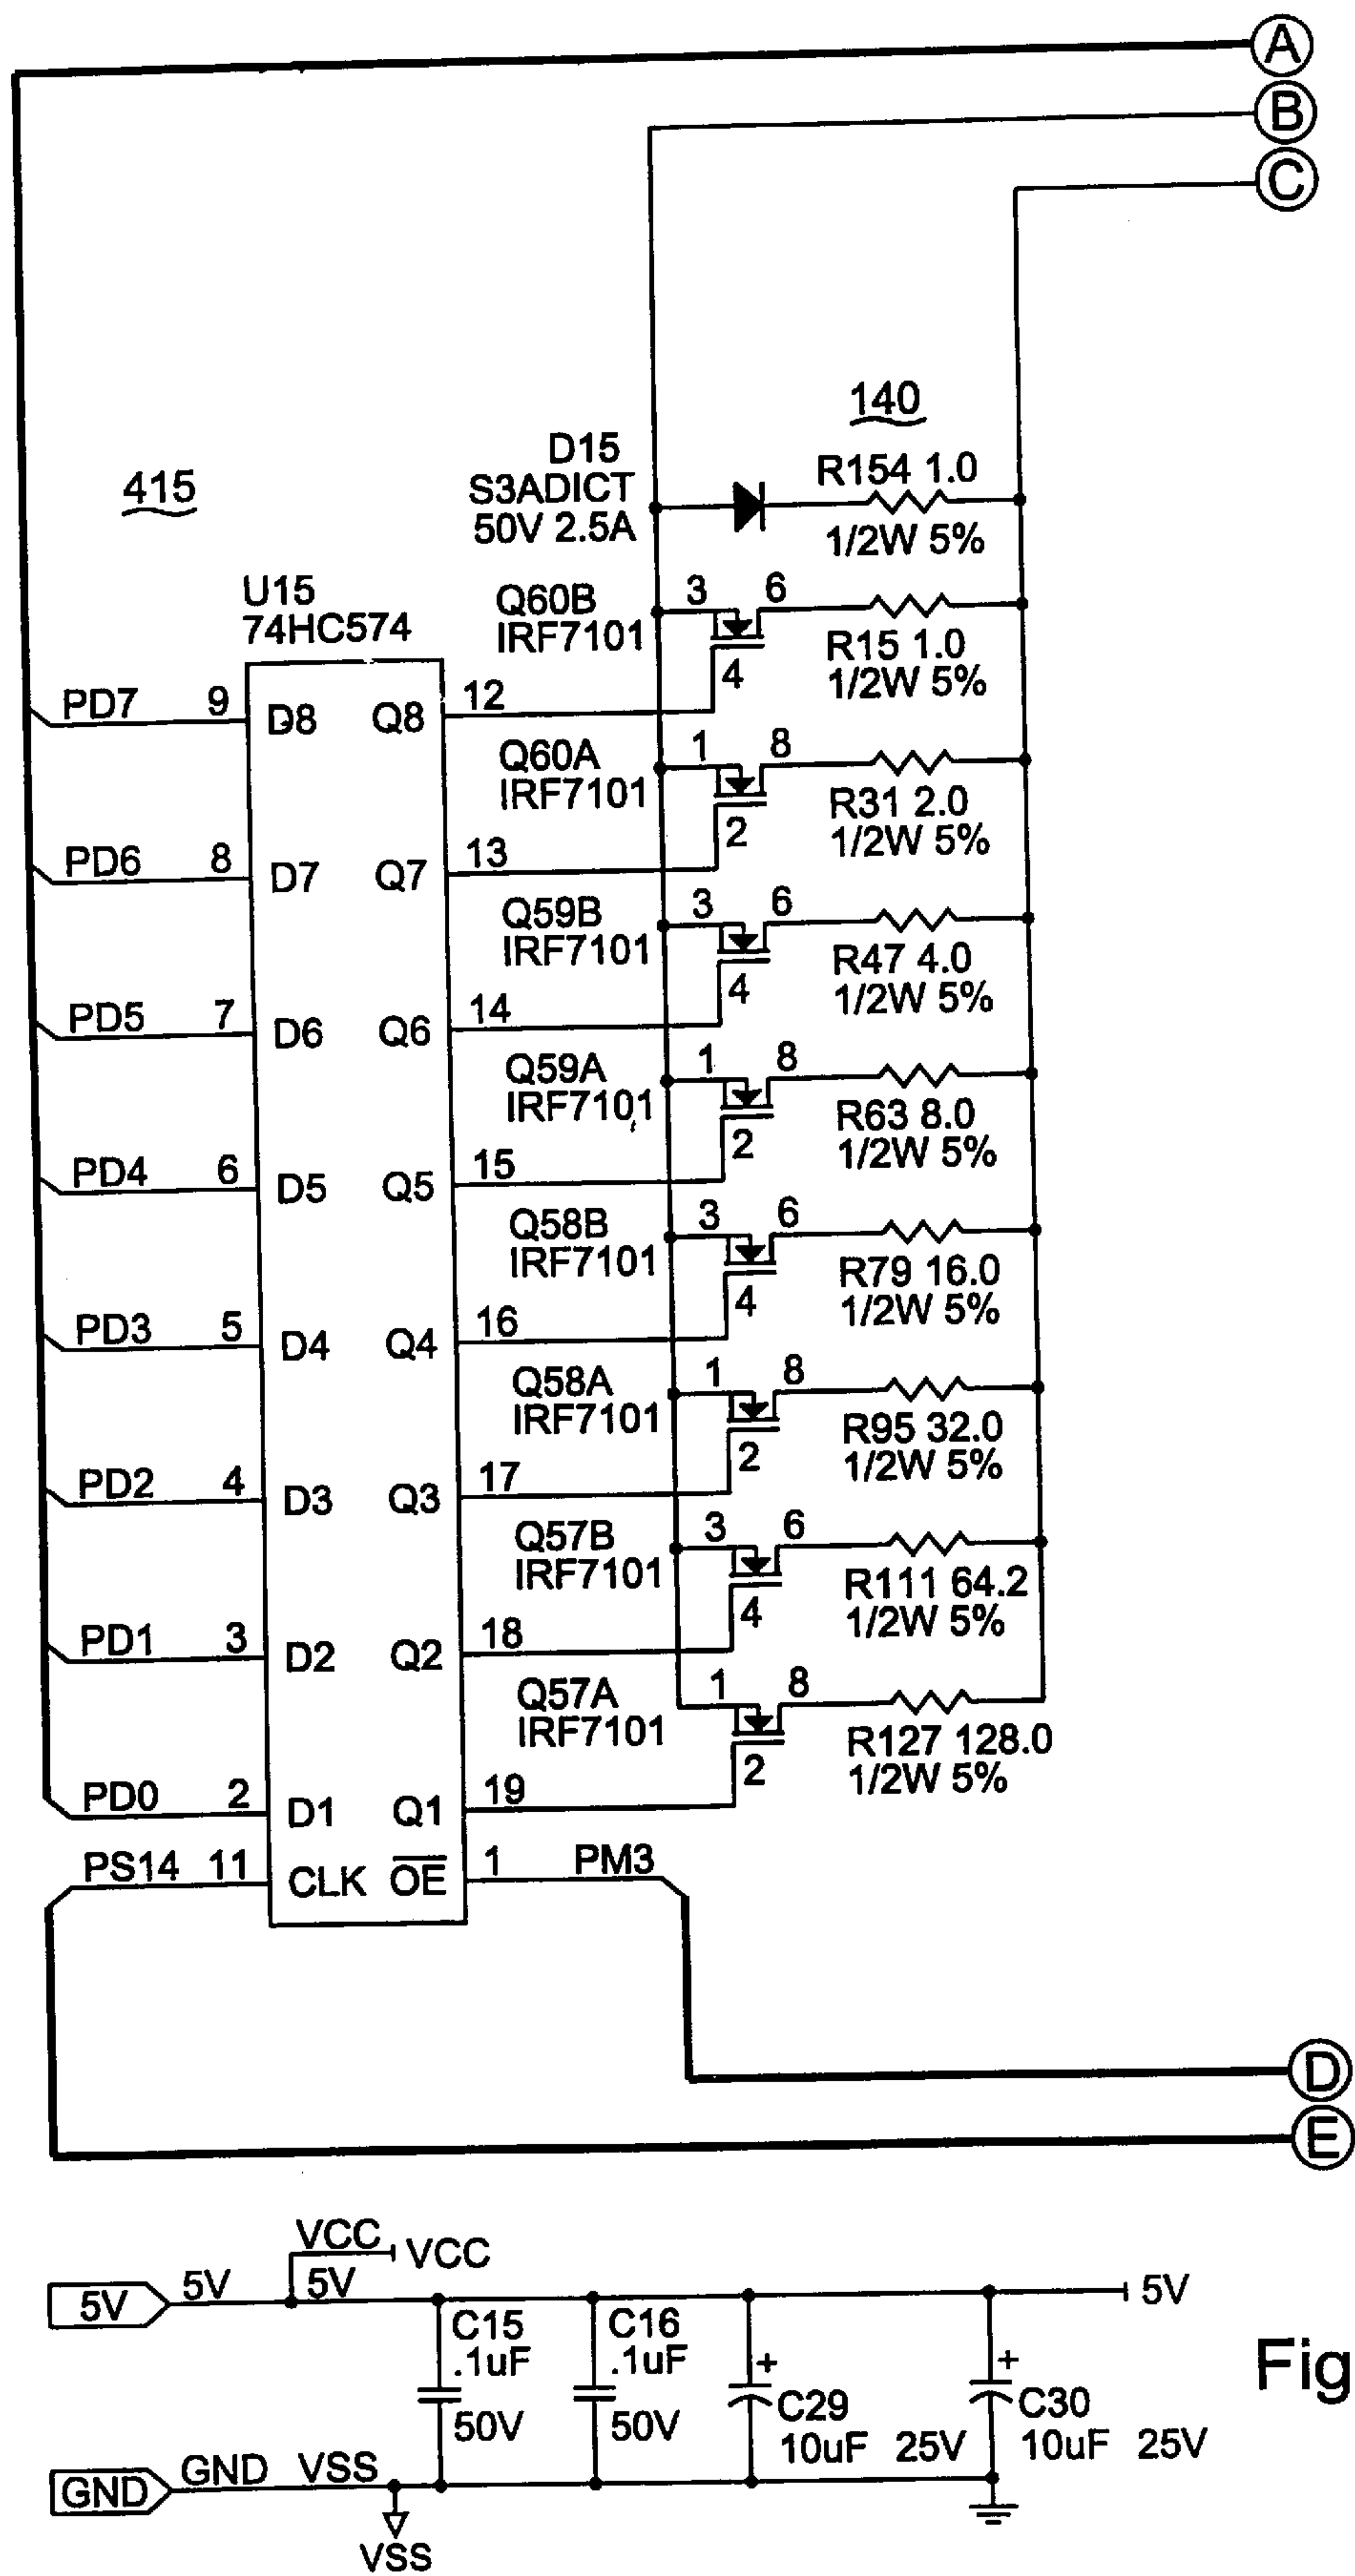 A
B
C
140
D15
S3ADICT
50V 2.5A
R154 1.0
1/2W 5%
415
U15
74HC574
Q60B
IRF7101
3 6
4
R15 1.0
1/2W 5%
PD7 9 D8 Q8 12
Q60A
IRF7101
1 8
2
R31 2.0
1/2W 5%
PD6 8 D7 Q7 13
Q59B
IRF7101
3 6
4
R47 4.0
1/2W 5%
PD5 7 D6 Q6 14
Q59A
IRF7101
1 8
2
R63 8.0
1/2W 5%
PD4 6 D5 Q5 15
Q58B
IRF7101
3 6
4
R79 16.0
1/2W 5%
PD3 5 D4 Q4 16
Q58A
IRF7101
1 8
2
R95 32.0
1/2W 5%
PD2 4 D3 Q3 17
Q57B
IRF7101
3 6
4
R111 64.2
1/2W 5%
PD1 3 D2 Q2 18
Q57A
IRF7101
1 8
2
R127 128.0
1/2W 5%
PD0 2 D1 Q1 19
PS14 11 CLK OE 1 PM3
D
E
VCC VCC
5V 5V 5V 5V
C15
.1uF
50V
C16
.1uF
50V
+
C29
10uF 25V
+
C30
10uF 25V
Fig
GND GND VSS
VSS